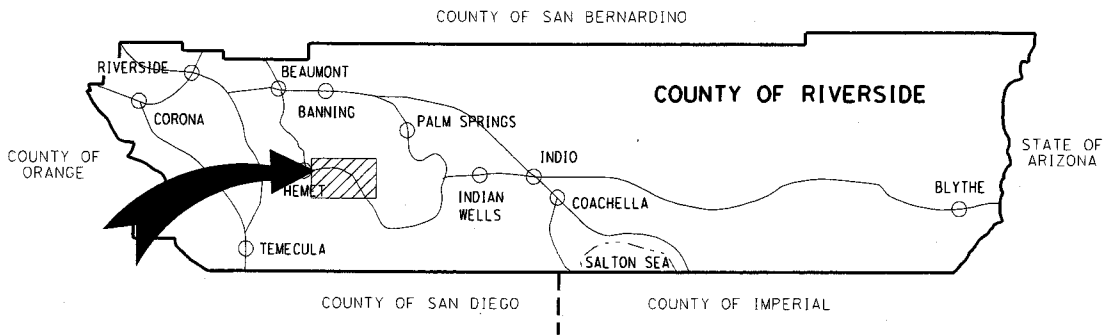 COUNTY OF SAN BERNARDINO
RIVERSIDE
BEAUMONT
BANNING
COUNTY OF RIVERSIDE
CORONA
PALM SPRINGS
COUNTY OF
ORANGE
STATE OF
ARIZONA
INDIO
HEMET
INDIAN
WELLS
BLYTHE
COACHELLA
TEMECULA
SALTON SEA
COUNTY OF SAN DIEGO
COUNTY OF IMPERIAL